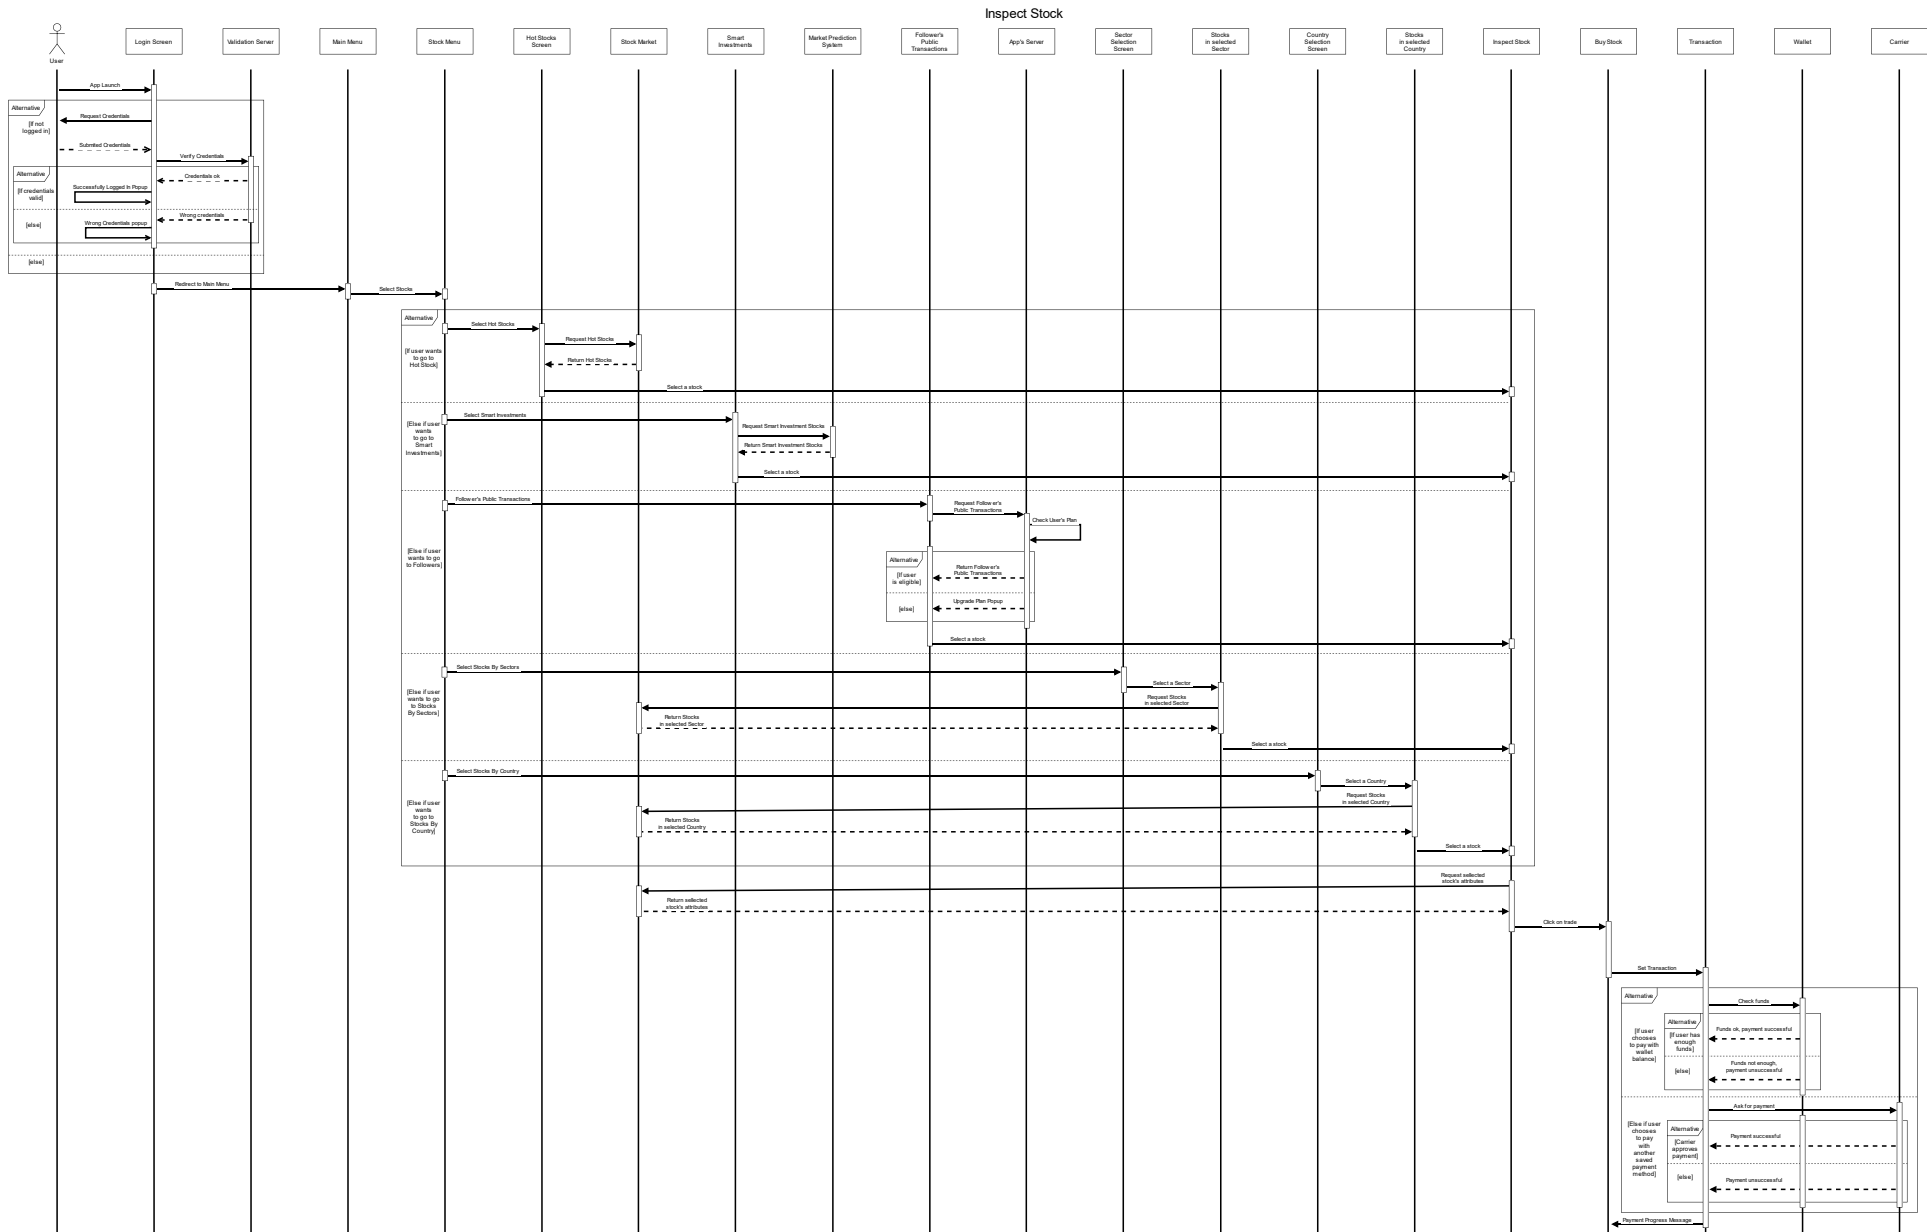 Inspect Stock
User
Login Screen
Validation Server
Main Menu
Stock Menu
Hot Stocks
Screen
Stock Market
Smart
Investments
Market Prediction
System
Follower's
Public
Transactions
App's Server
Sector
Selection
Screen
Stocks
in selected
Sector
Country
Selection
Screen
Stocks
in selected
Country
Inspect Stock
Buy Stock
Transaction
Wallet
Carrier
App Launch
Alternative
[If not
logged in]
Request Credentials
Submited Credentials
Verify Credentials
Alternative
Credentials ok
[If credentials
valid]
Successfully Logged In Popup
Wrong credentials
[else]
Wrong Credentials popup
[else]
Redirect to Main Menu
Select Stocks
Alternative
Select Hot Stocks
Request Hot Stocks
[If user wants
to go to
Hot Stock]
Return Hot Stocks
Select a stock
Select Smart Investments
[Else if user
wants
to go to
Smart
Investments]
Request Smart Investment Stocks
Return Smart Investment Stocks
Select a stock
Follower's Public Transactions
Request Follower's
Public Transactions
Check User's Plan
[Else if user
wants to go
to Followers]
Alternative
[If user
is eligible]
Return Follower's
Public Transactions
[else]
Upgrade Plan Popup
Select a stock
Select Stocks By Sectors
Select a Sector
[Else if user
wants to go
to Stocks
By Sectors]
Request Stocks
in selected Sector
Return Stocks
in selected Sector
Select a stock
Select Stocks By Country
Select a Country
[Else if user
wants
to go to
Stocks By
Country]
Request Stocks
in selected Country
Return Stocks
in selected Country
Select a stock
Request sellected
stock's attributes
Return sellected
stock's attributes
Click on trade
Set Transaction
Alternative
Check funds
[If user
chooses
to pay with
wallet
balance]
Alternative
[If user has
enough
funds]
Funds ok, payment successful
[else]
Funds not enough,
payment unsuccessful
Ask for payment
[Else if user
chooses
to pay
with
another
saved
payment
method]
Alternative
[Carrier
approves
payment]
Payment successful
[else]
Payment unsuccessful
Payment Progress Message